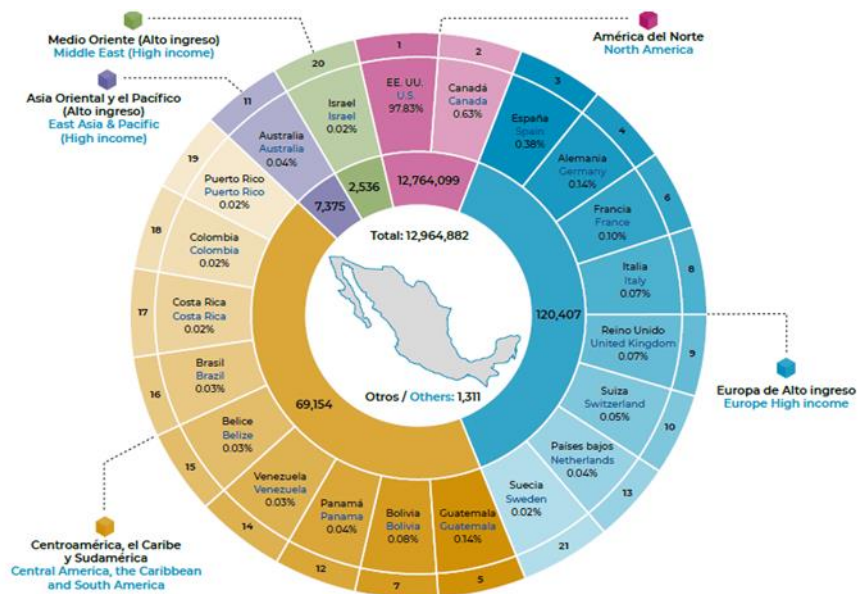 Medio Oriente (Alto ingreso)
Middle East (High income)
América del Norte
North America
Asia Oriental y el Pacífico
(Alto ingreso)
East Asia & Pacific
(High income)
Europa de Alto ingreso
Europe High income
Centroamérica, el Caribe
y Sudamérica
Central America, the Caribbean
and South America
1
EE. UU.
U.S.
97.83%
2
Canadá
Canada
0.63%
12,764,099
3
España
Spain
0.38%
4
Alemania
Germany
0.14%
6
Francia
France
0.10%
8
Italia
Italy
0.07%
9
Reino Unido
United Kingdom
0.07%
10
Suiza
Switzerland
0.05%
13
Países bajos
Netherlands
0.04%
21
Suecia
Sweden
0.02%
120,407
5
Guatemala
Guatemala
0.14%
7
Bolivia
Bolivia
0.08%
12
Panamá
Panama
0.04%
14
Venezuela
Venezuela
0.03%
15
Belice
Belize
0.03%
16
Brasil
Brazil
0.03%
17
Costa Rica
Costa Rica
0.02%
18
Colombia
Colombia
0.02%
19
Puerto Rico
Puerto Rico
0.02%
69,154
11
Australia
Australia
0.04%
7,375
20
Israel
Israel
0.02%
2,536
Total: 12,964,882
Otros / Others: 1,311